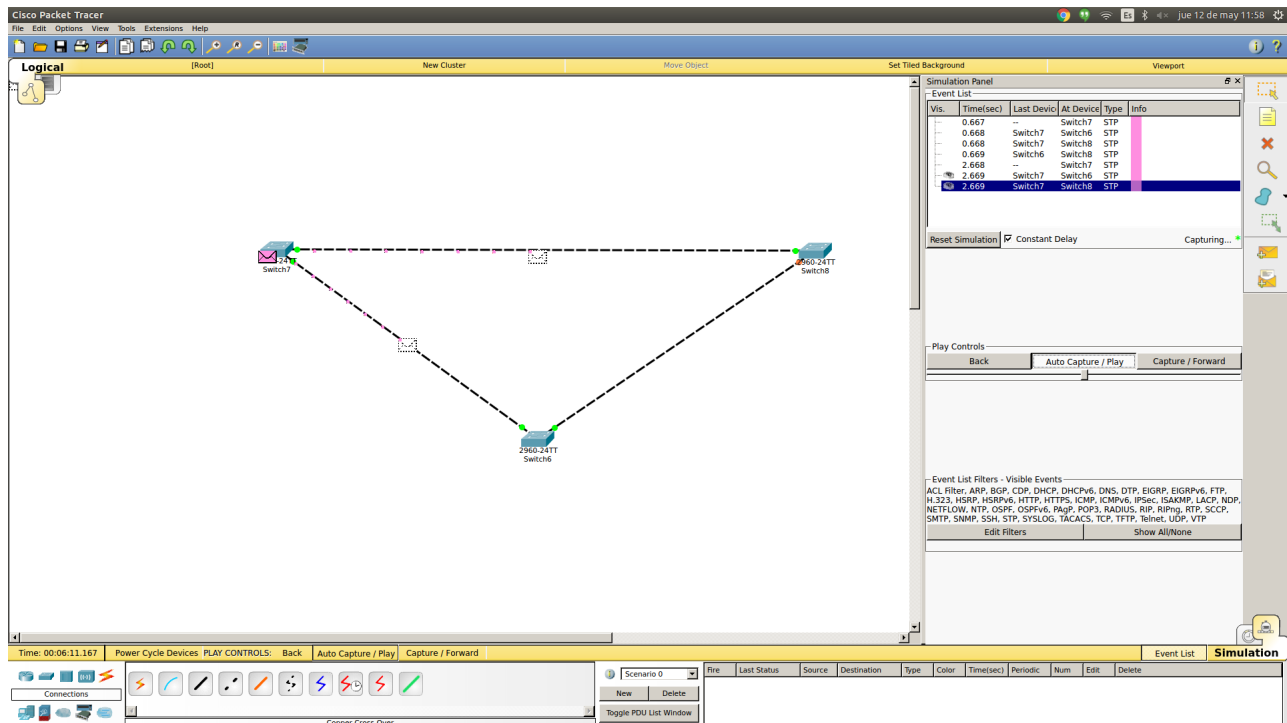 Cisco Packet Tracer
Es jue 12 de may 11:58
File Edit Options View Tools Extensions Help
Logical [Root] New Cluster Move Object Set Tiled Background Viewport
Simulation Panel
Event List
Vis. Time(sec) Last Devic At Device Type Info
0.667 -- Switch7 STP
0.668 Switch7 Switch6 STP
0.668 Switch7 Switch8 STP
0.669 Switch6 Switch8 STP
2.668 -- Switch7 STP
2.669 Switch7 Switch6 STP
2.669 Switch7 Switch8 STP
Reset Simulation Constant Delay Capturing...
24TT
Switch7
2960-24TT
Switch8
2960-24TT
Switch6
Play Controls
Back Auto Capture / Play Capture / Forward
Event List Filters - Visible Events
ACL Filter, ARP, BGP, CDP, DHCP, DHCPv6, DNS, DTP, EIGRP, EIGRPv6, FTP,
H.323, HSRP, HSRPv6, HTTP, HTTPS, ICMP, ICMPv6, IPSec, ISAKMP, LACP, NDP,
NETFLOW, NTP, OSPF, OSPFv6, PAgP, POP3, RADIUS, RIP, RIPng, RTP, SCCP,
SMTP, SNMP, SSH, STP, SYSLOG, TACACS, TCP, TFTP, Telnet, UDP, VTP
Edit Filters Show All/None
Time: 00:06:11.167 Power Cycle Devices PLAY CONTROLS: Back Auto Capture / Play Capture / Forward Event List Simulation
Connections
Scenario 0
New Delete
Toggle PDU List Window
Fire Last Status Source Destination Type Color Time(sec) Periodic Num Edit Delete
Copper Cross-Over